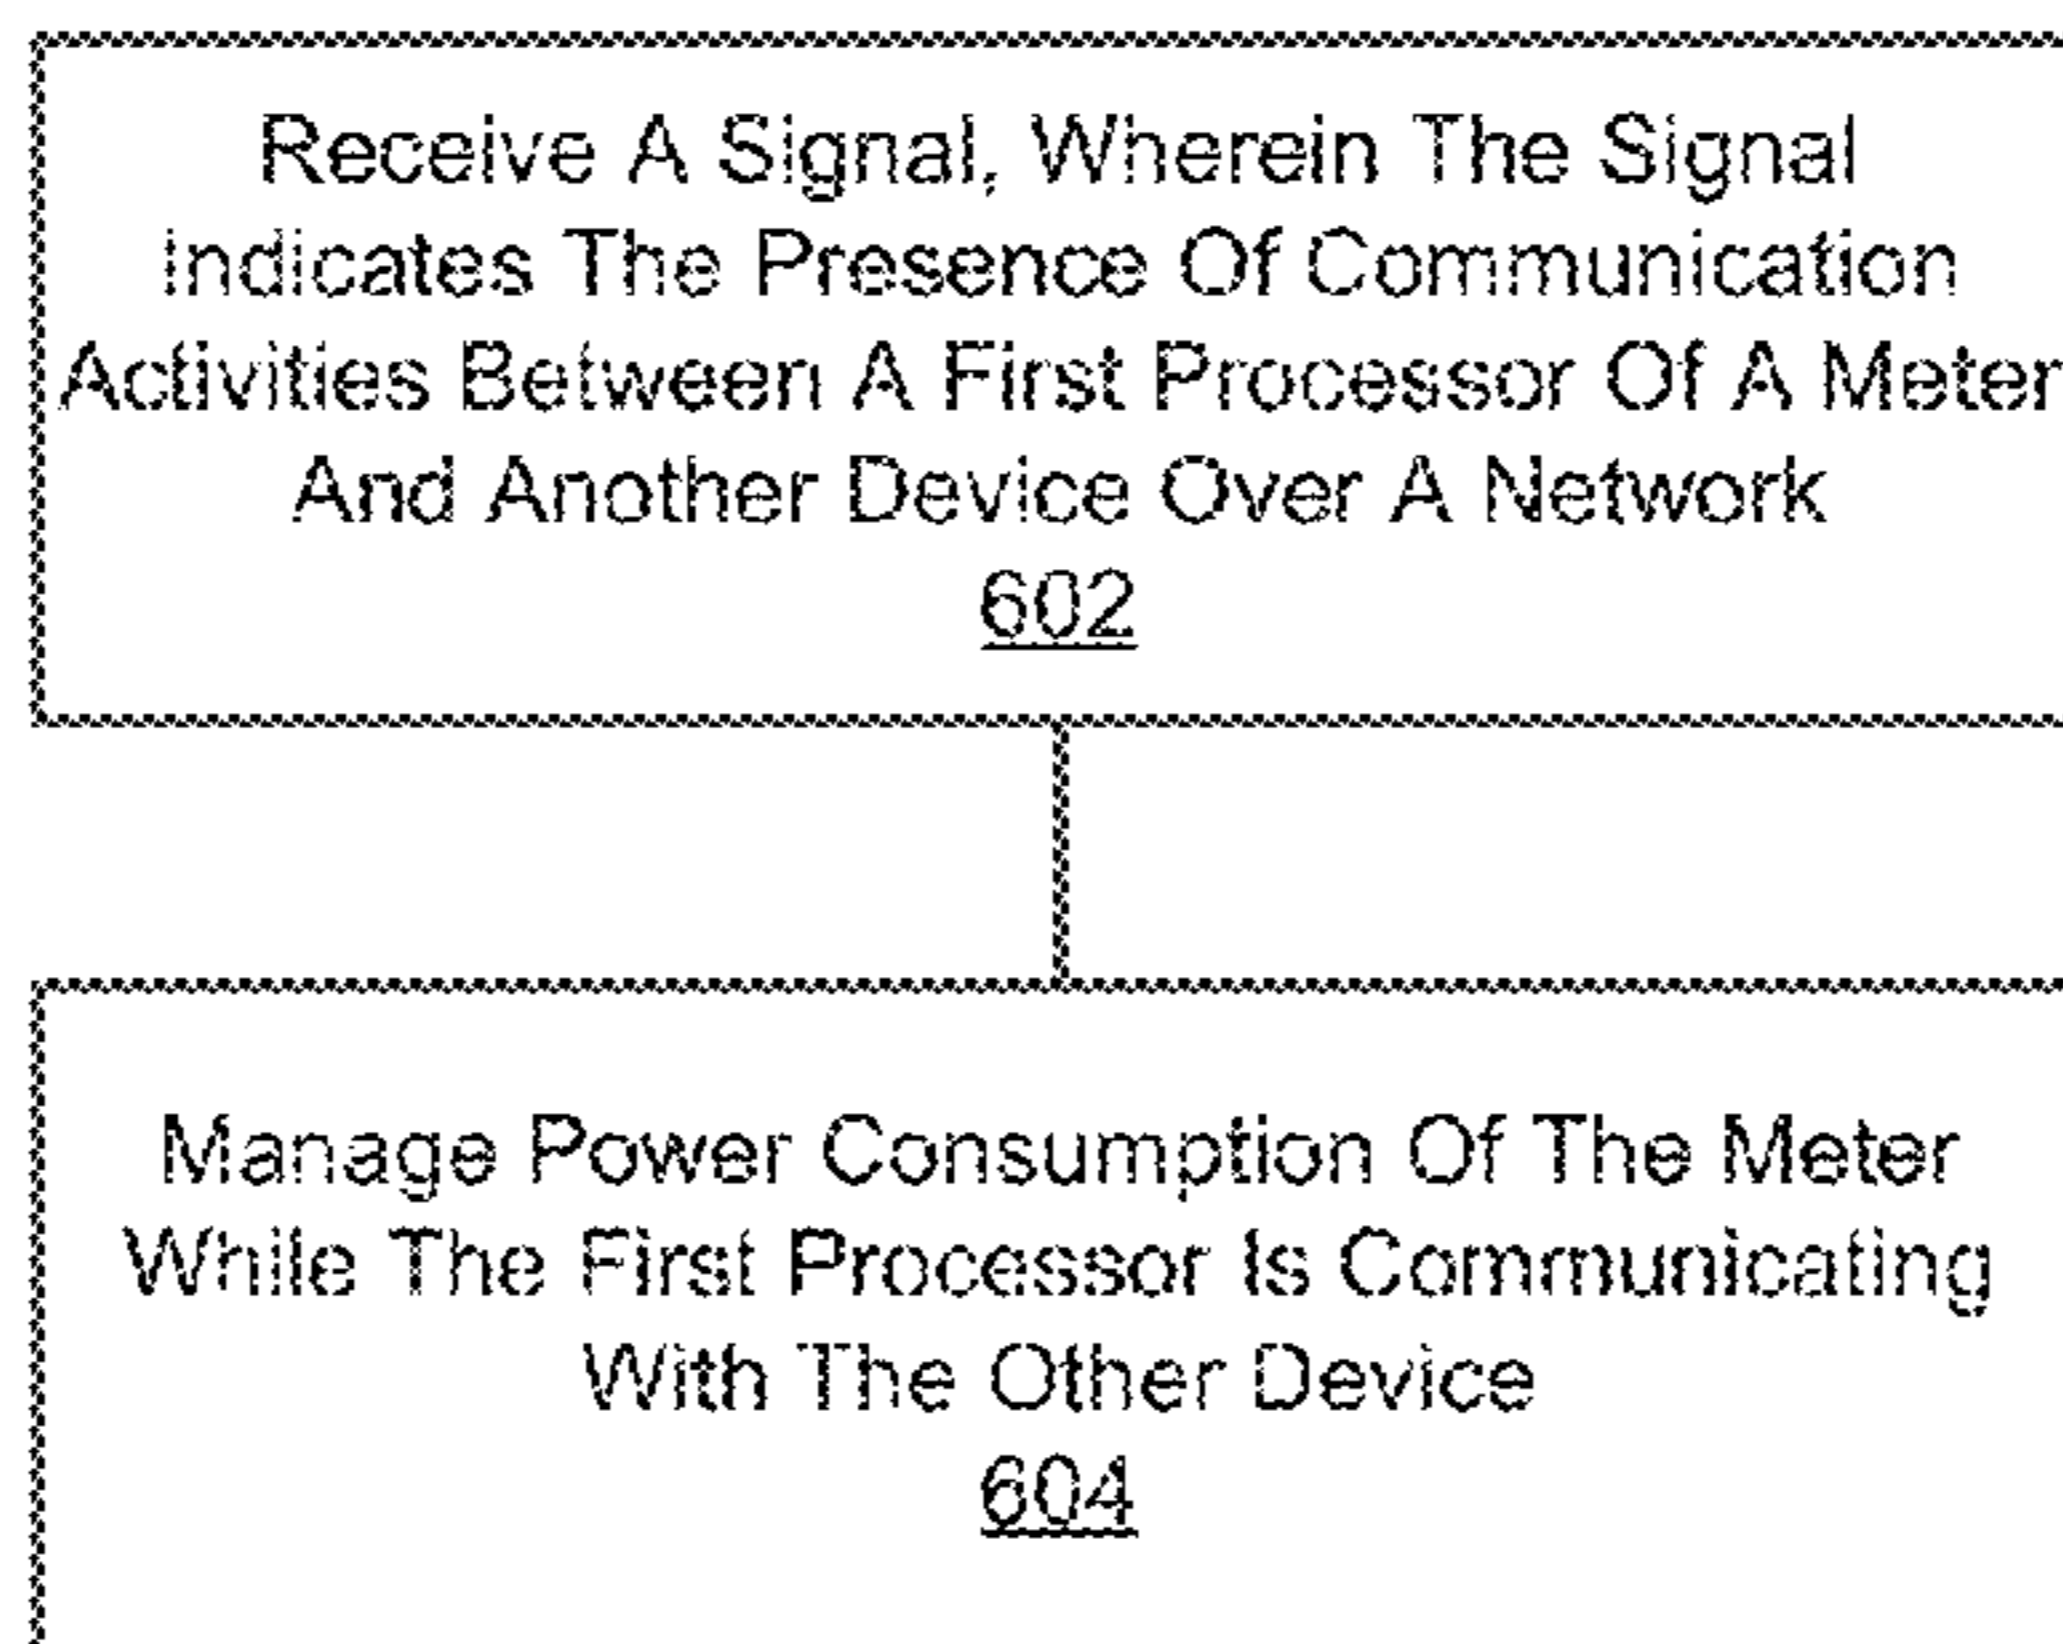 Receive A Signal, Wherein The Signal
Indicates The Presence Of Communication
Activities Between A First Processor Of A Meter
And Another Device Over A Network
602
Manage Power Consumption Of The Meter
While The First Processor Is Communicating
With The Other Device
604